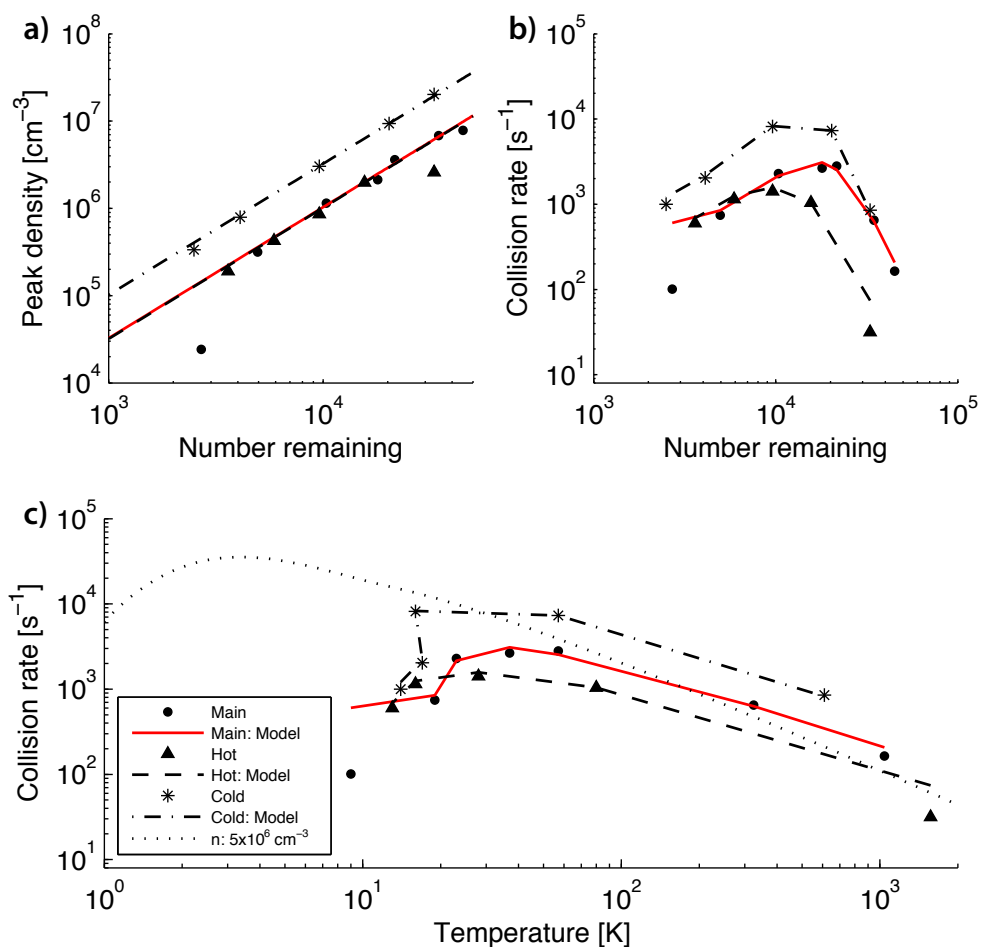 a)
10^8
10^7
10^6
10^5
10^4
Peak density [cm^−3]
10^3
10^4
Number remaining
b)
10^5
10^4
10^3
10^2
10^1
Collision rate [s^−1]
10^3
10^4
10^5
Number remaining
c)
10^5
10^4
10^3
10^2
10^1
Collision rate [s^−1]
Main
Main: Model
Hot
Hot: Model
Cold
Cold: Model
n: 5x10^6 cm^−3
10^0
10^1
10^2
10^3
Temperature [K]